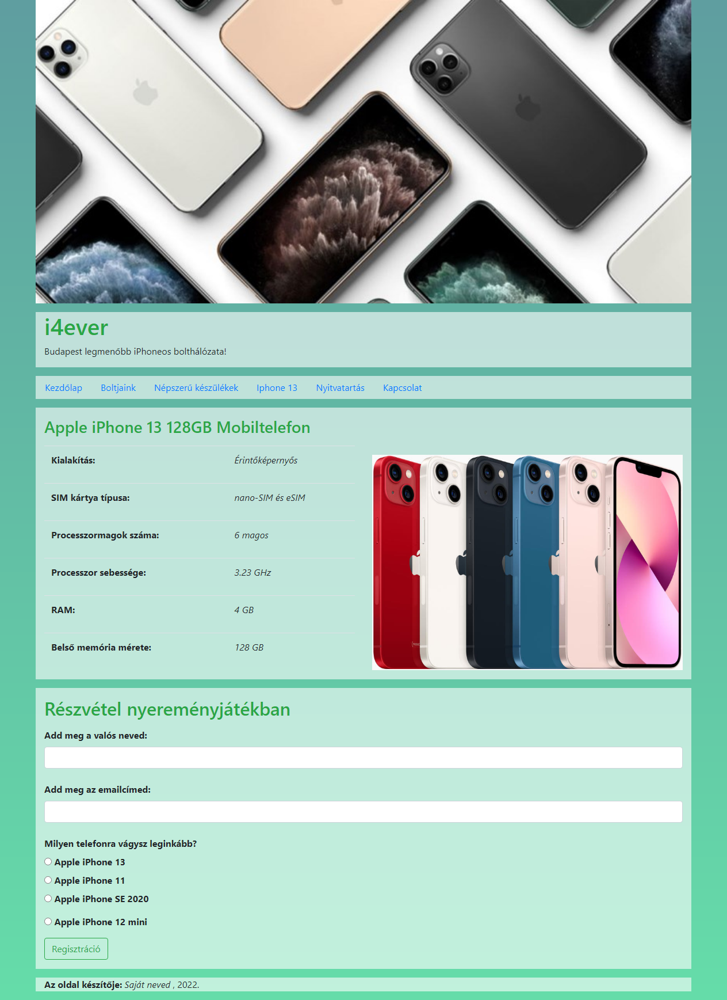 i4ever
Budapest legmenőbb iPhoneos bolthálózata!
Kezdőlap Boltjaink Népszerű készülékek Iphone 13 Nyitvatartás Kapcsolat
Apple iPhone 13 128GB Mobiltelefon
Kialakítás: Érintőképernyős
SIM kártya típusa: nano-SIM és eSIM
Processzormagok száma: 6 magos
Processzor sebessége: 3.23 GHz
RAM: 4 GB
Belső memória mérete: 128 GB
Részvétel nyereményjátékban
Add meg a valós neved:
Add meg az emailcímed:
Milyen telefonra vágysz leginkább?
Apple iPhone 13
Apple iPhone 11
Apple iPhone SE 2020
Apple iPhone 12 mini
Regisztráció
Az oldal készítője: Saját neved , 2022.